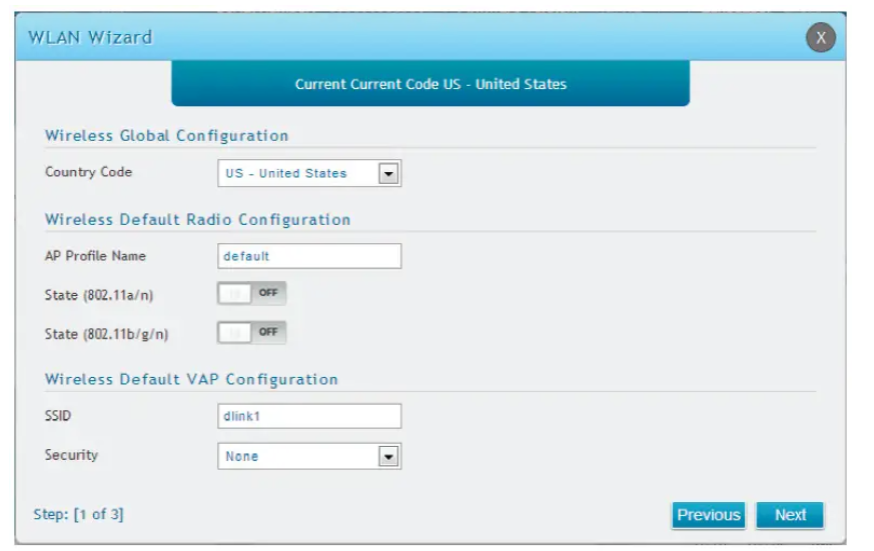 WLAN Wizard
X
Current Current Code US - United States
Wireless Global Configuration
Country Code US - United States
Wireless Default Radio Configuration
AP Profile Name default
State (802.11a/n) OFF
State (802.11b/g/n) OFF
Wireless Default VAP Configuration
SSID dlink1
Security None
Step: [1 of 3] Previous Next